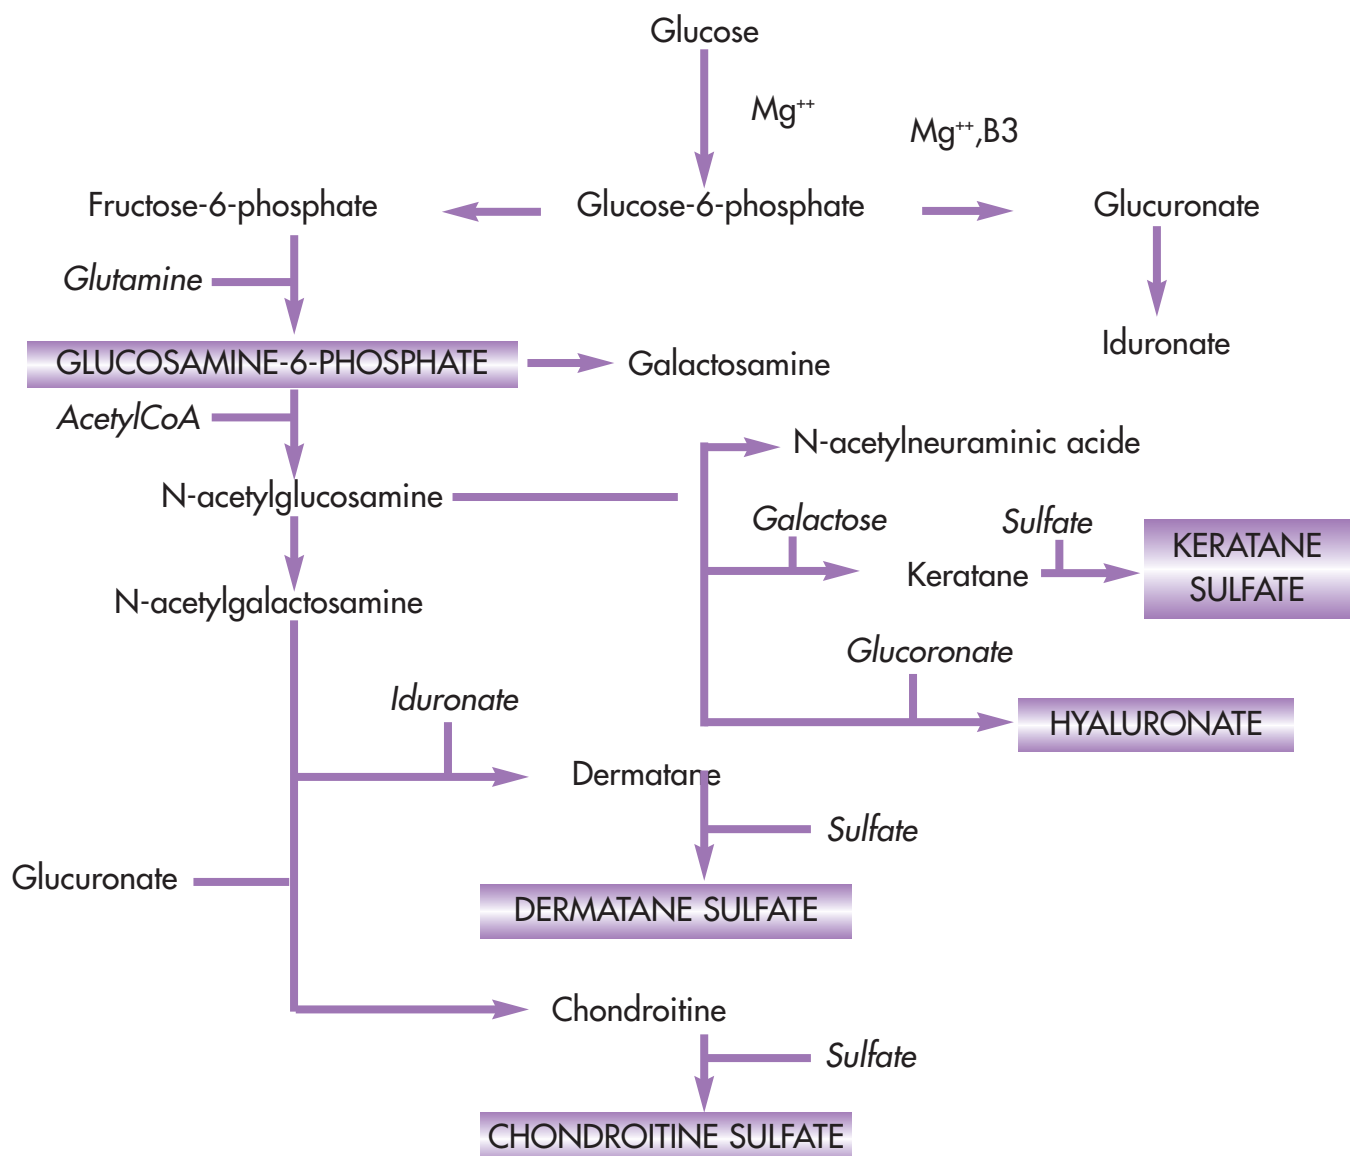 Glucose
Mg++
Mg++,B3
Fructose-6-phosphate
Glucose-6-phosphate
Glucuronate
Glutamine
Iduronate
GLUCOSAMINE-6-PHOSPHATE
Galactosamine
AcetylCoA
N-acetylneuraminic acide
N-acetylglucosamine
Galactose
Sulfate
KERATANE
SULFATE
Keratane
N-acetylgalactosamine
Glucoronate
Iduronate
HYALURONATE
Dermatane
Sulfate
Glucuronate
DERMATANE SULFATE
Chondroitine
Sulfate
CHONDROITINE SULFATE